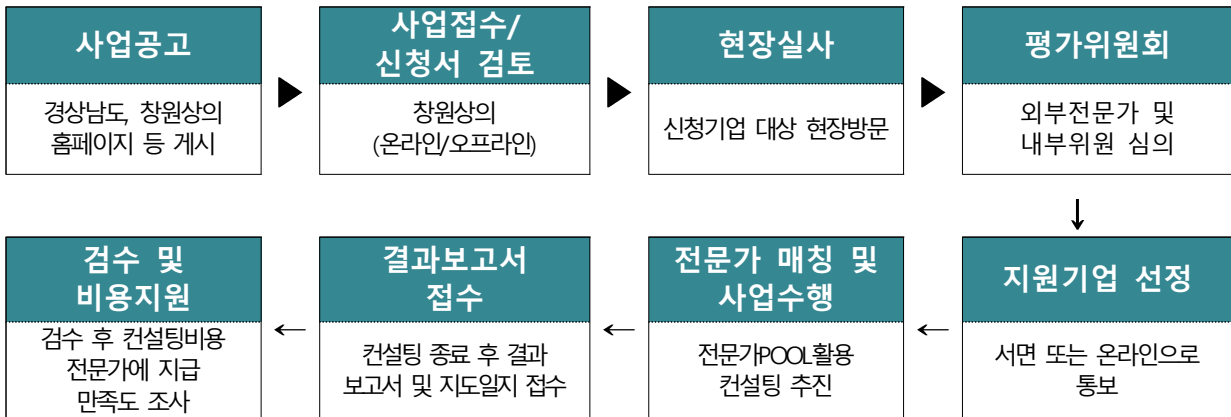 사업공고
경상남도, 창원상의
홈페이지 등 게시
사업접수/
신청서 검토
창원상의
(온라인/오프라인)
현장실사
신청기업 대상 현장방문
평가위원회
외부전문가 및
내부위원 심의
지원기업 선정
서면 또는 온라인으로
통보
전문가 매칭 및
사업수행
전문가POOL활용
컨설팅 추진
결과보고서
접수
컨설팅 종료 후 결과
보고서 및 지도일지 접수
검수 및
비용지원
검수 후 컨설팅비용
전문가에 지급
만족도 조사